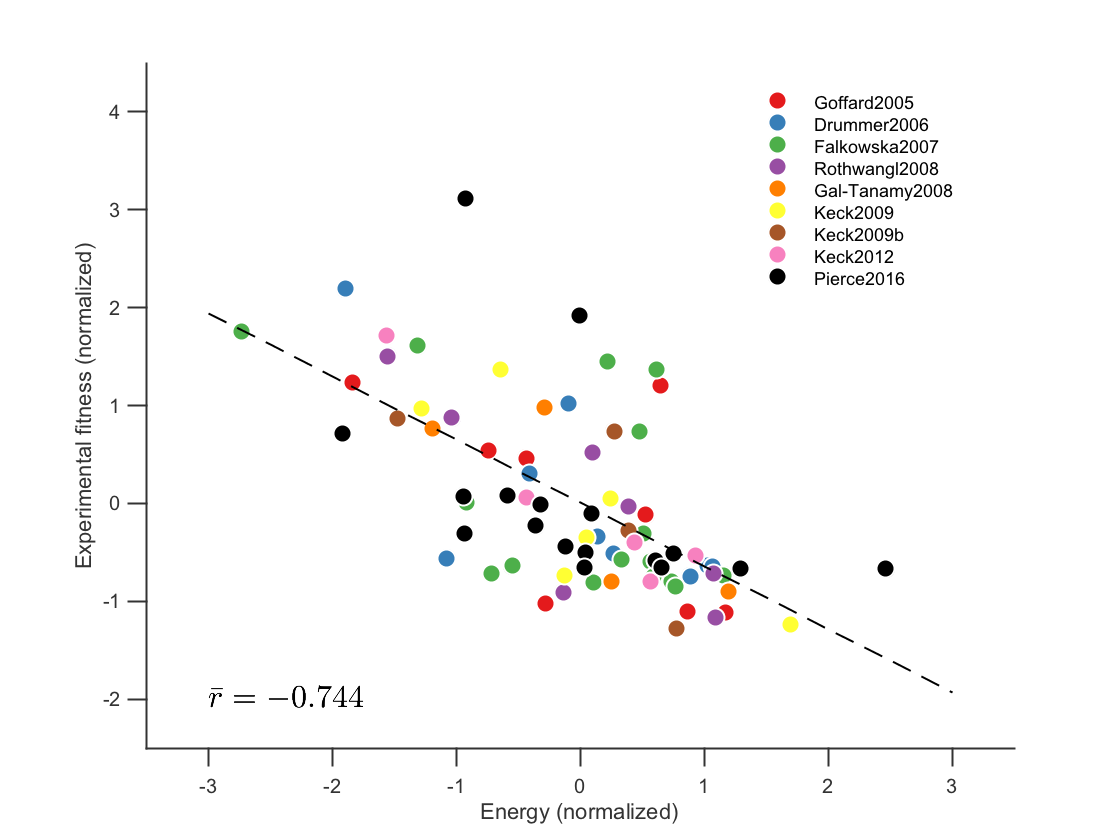 4
3
2
1
0
-1
-2
Experimental fitness (normalized)
Goffard2005
Drummer2006
Falkowska2007
Rothwangl2008
Gal-Tanamy2008
Keck2009
Keck2009b
Keck2012
Pierce2016
r̄ = −0.744
-3 -2 -1 0 1 2 3
Energy (normalized)